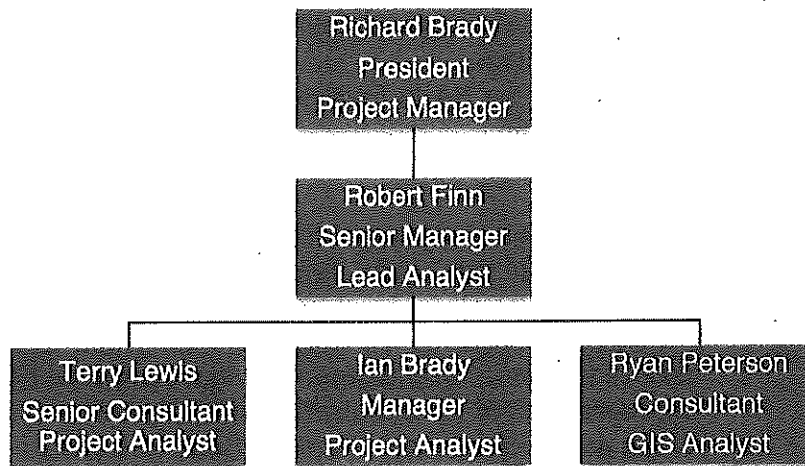 Richard Brady
President
Project Manager
Robert Finn
Senior Manager
Lead Analyst
Terry Lewis
Senior Consultant
Project Analyst
Ian Brady
Manager
Project Analyst
Ryan Peterson
Consultant
GIS Analyst